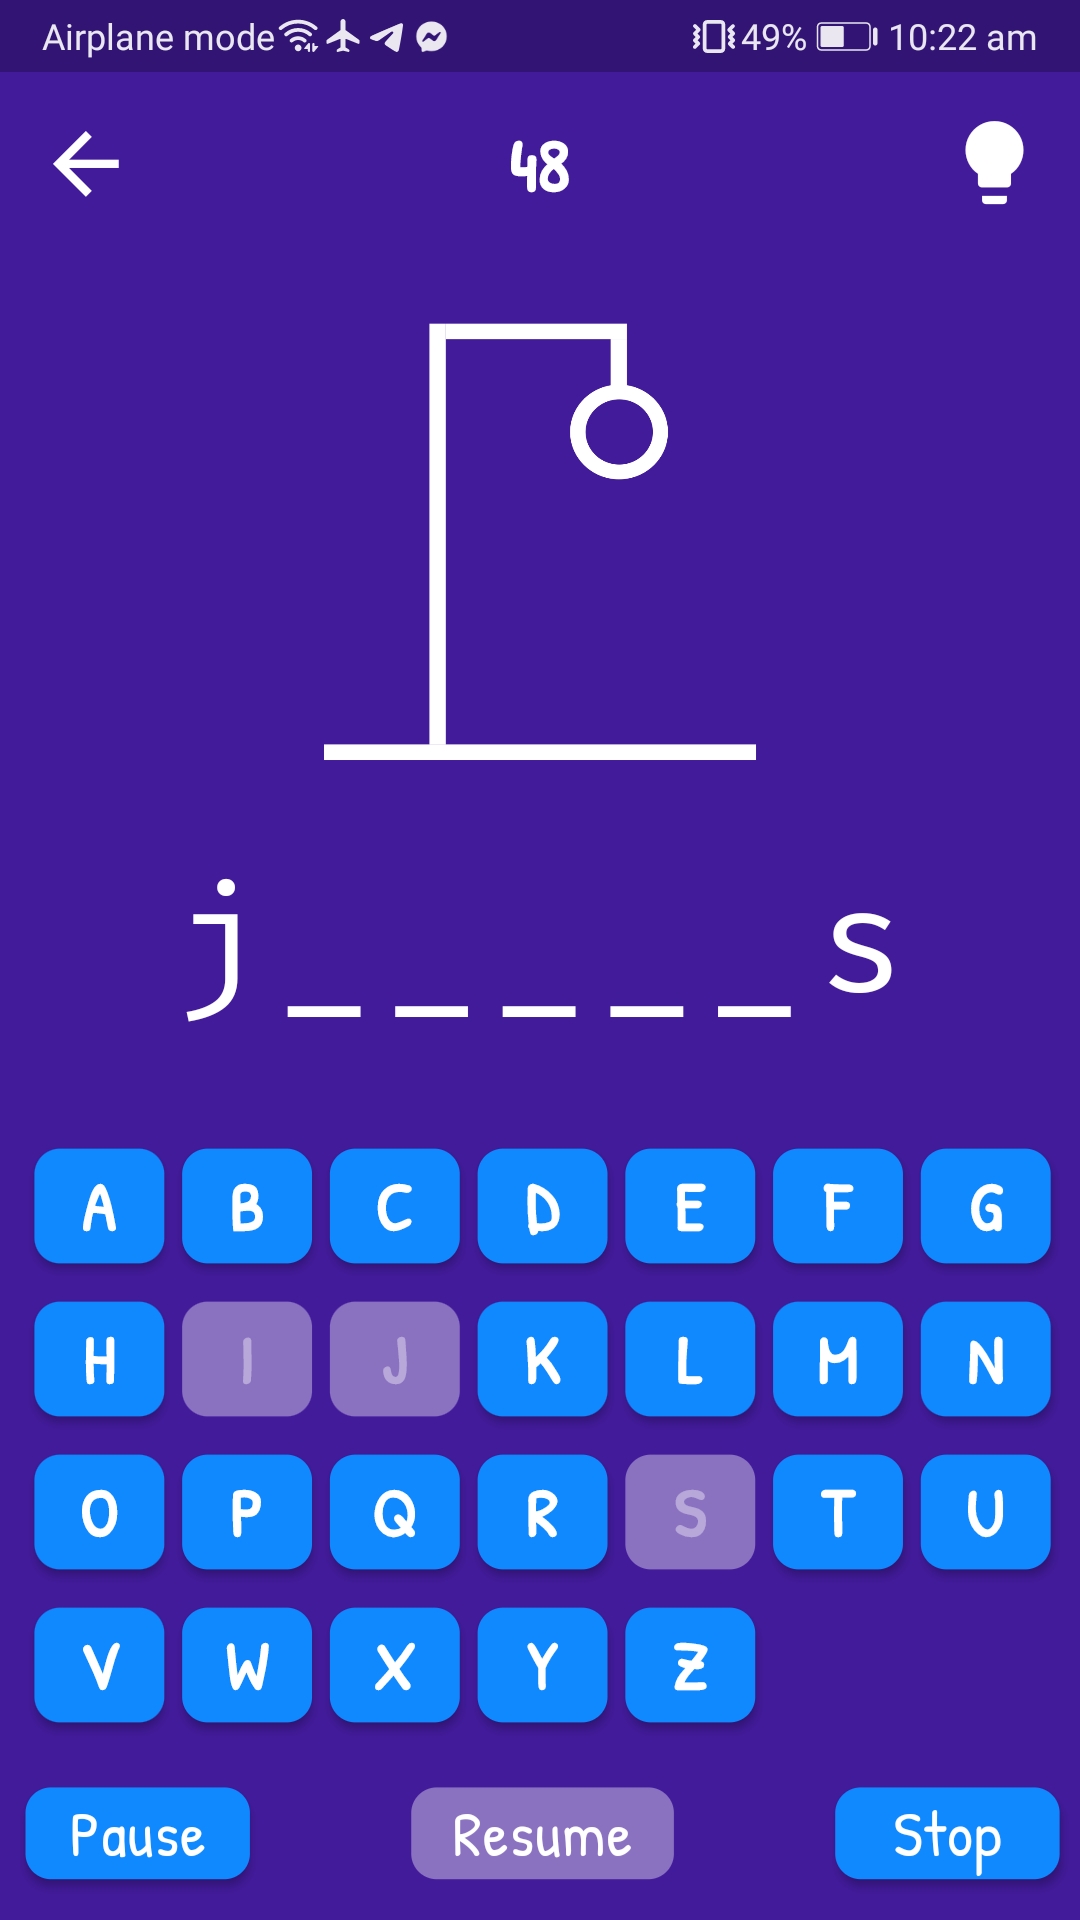 Airplane mode 49% 10:22 am
48
j _ _ _ _ _ s
A B C D E F G
H I J K L M N
O P Q R S T U
V W X Y Z
Pause Resume Stop